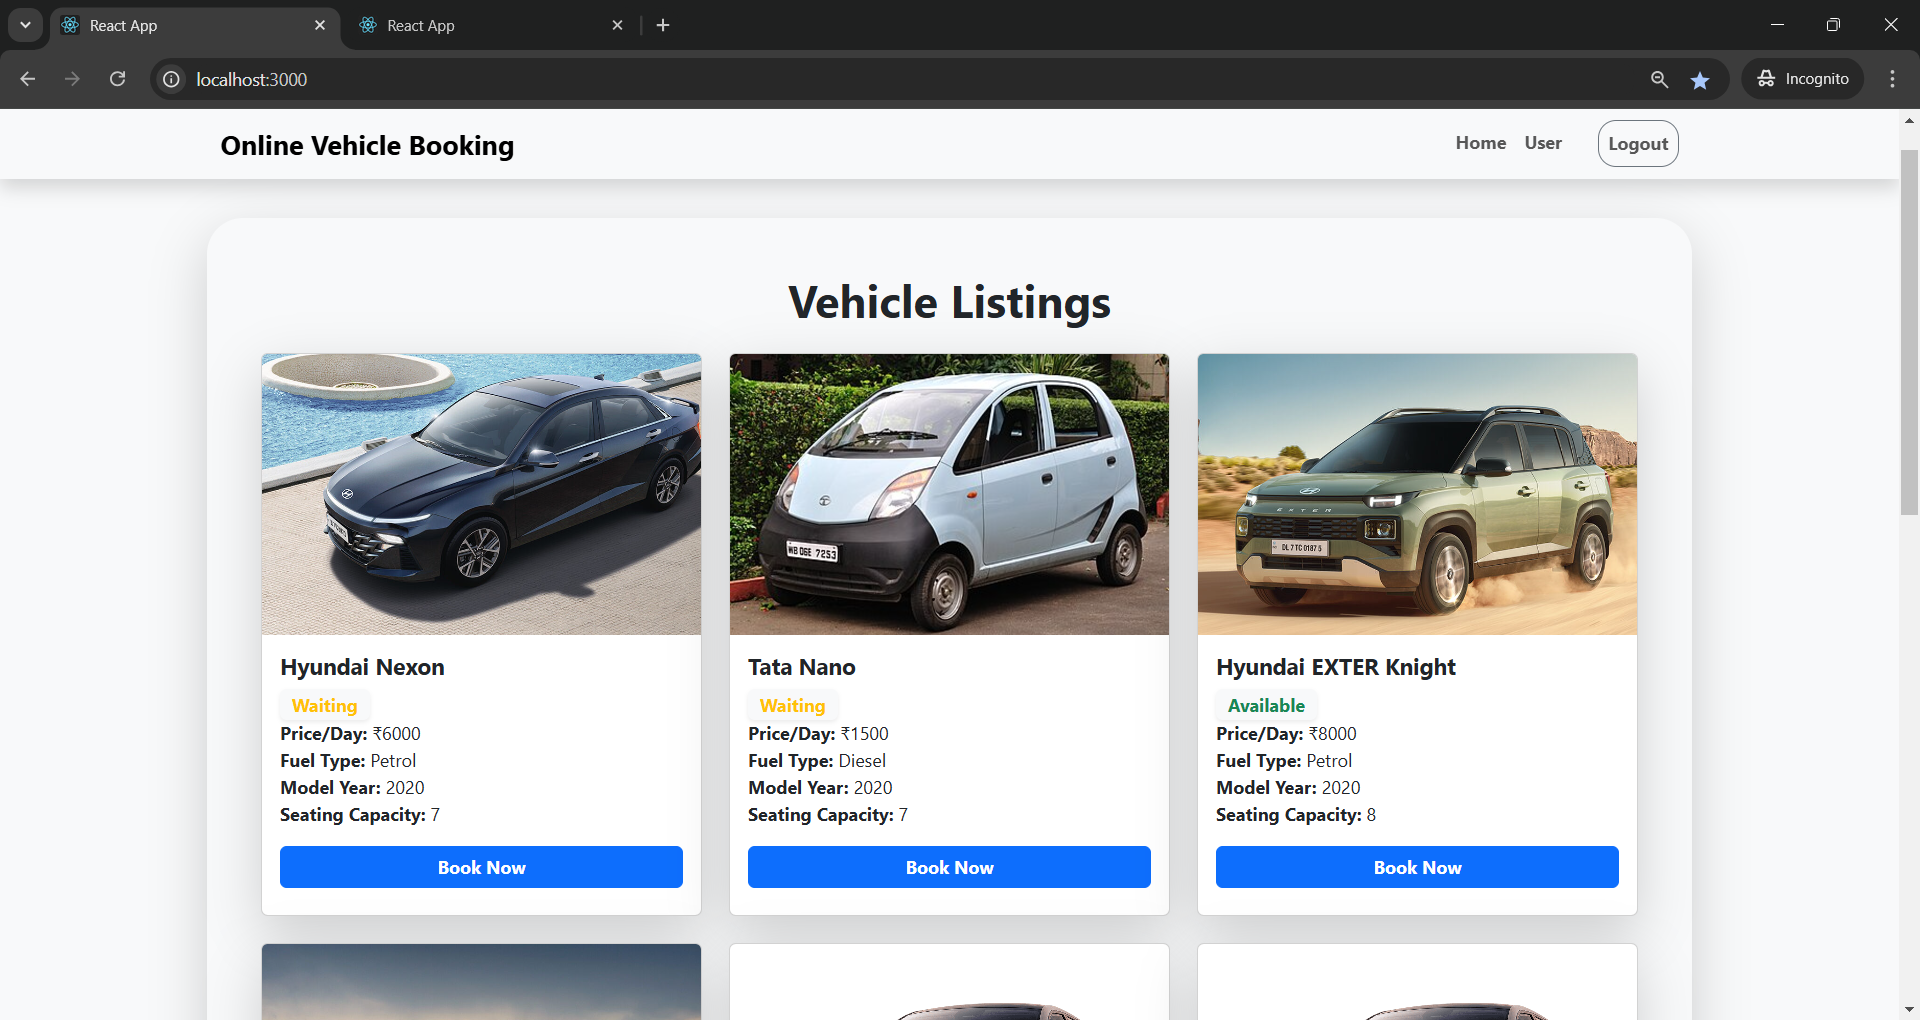 React App
React App
localhost:3000
Incognito
Online Vehicle Booking
Home
User
Logout
Vehicle Listings
WB 06E 7253
EXTER
DL 7 TC 0187 5
Hyundai Nexon
Waiting
Price/Day: ₹6000
Fuel Type: Petrol
Model Year: 2020
Seating Capacity: 7
Book Now
Tata Nano
Waiting
Price/Day: ₹1500
Fuel Type: Diesel
Model Year: 2020
Seating Capacity: 7
Book Now
Hyundai EXTER Knight
Available
Price/Day: ₹8000
Fuel Type: Petrol
Model Year: 2020
Seating Capacity: 8
Book Now